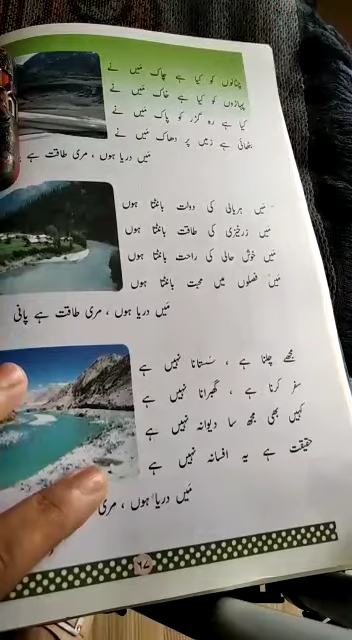 چٹانوں کو کیا ہے چاک میں نے
پہاڑوں کو کیا ہے خاک میں نے
کیا ہے رہ گزر کو پاک میں نے
بٹھائی ہے زمیں پر دھاک میں نے
میں دریا ہوں ، مری طاقت ہے
میں ہریالی کی دولت بانٹتا ہوں
میں زرخیزی کی طاقت بانٹتا ہوں
میں خوش حالی کی راحت بانٹتا ہوں
میں فصلوں میں محبت بانٹتا ہوں
میں دریا ہوں ، مری طاقت ہے پانی
مجھے چلنا ہے ، سستانا نہیں ہے
سفر کرنا ہے ، گھبرانا نہیں ہے
کہیں بھی مجھ سا دیوانہ نہیں ہے
حقیقت ہے یہ افسانہ نہیں ہے
میں دریا ہوں ، مری
۶۷